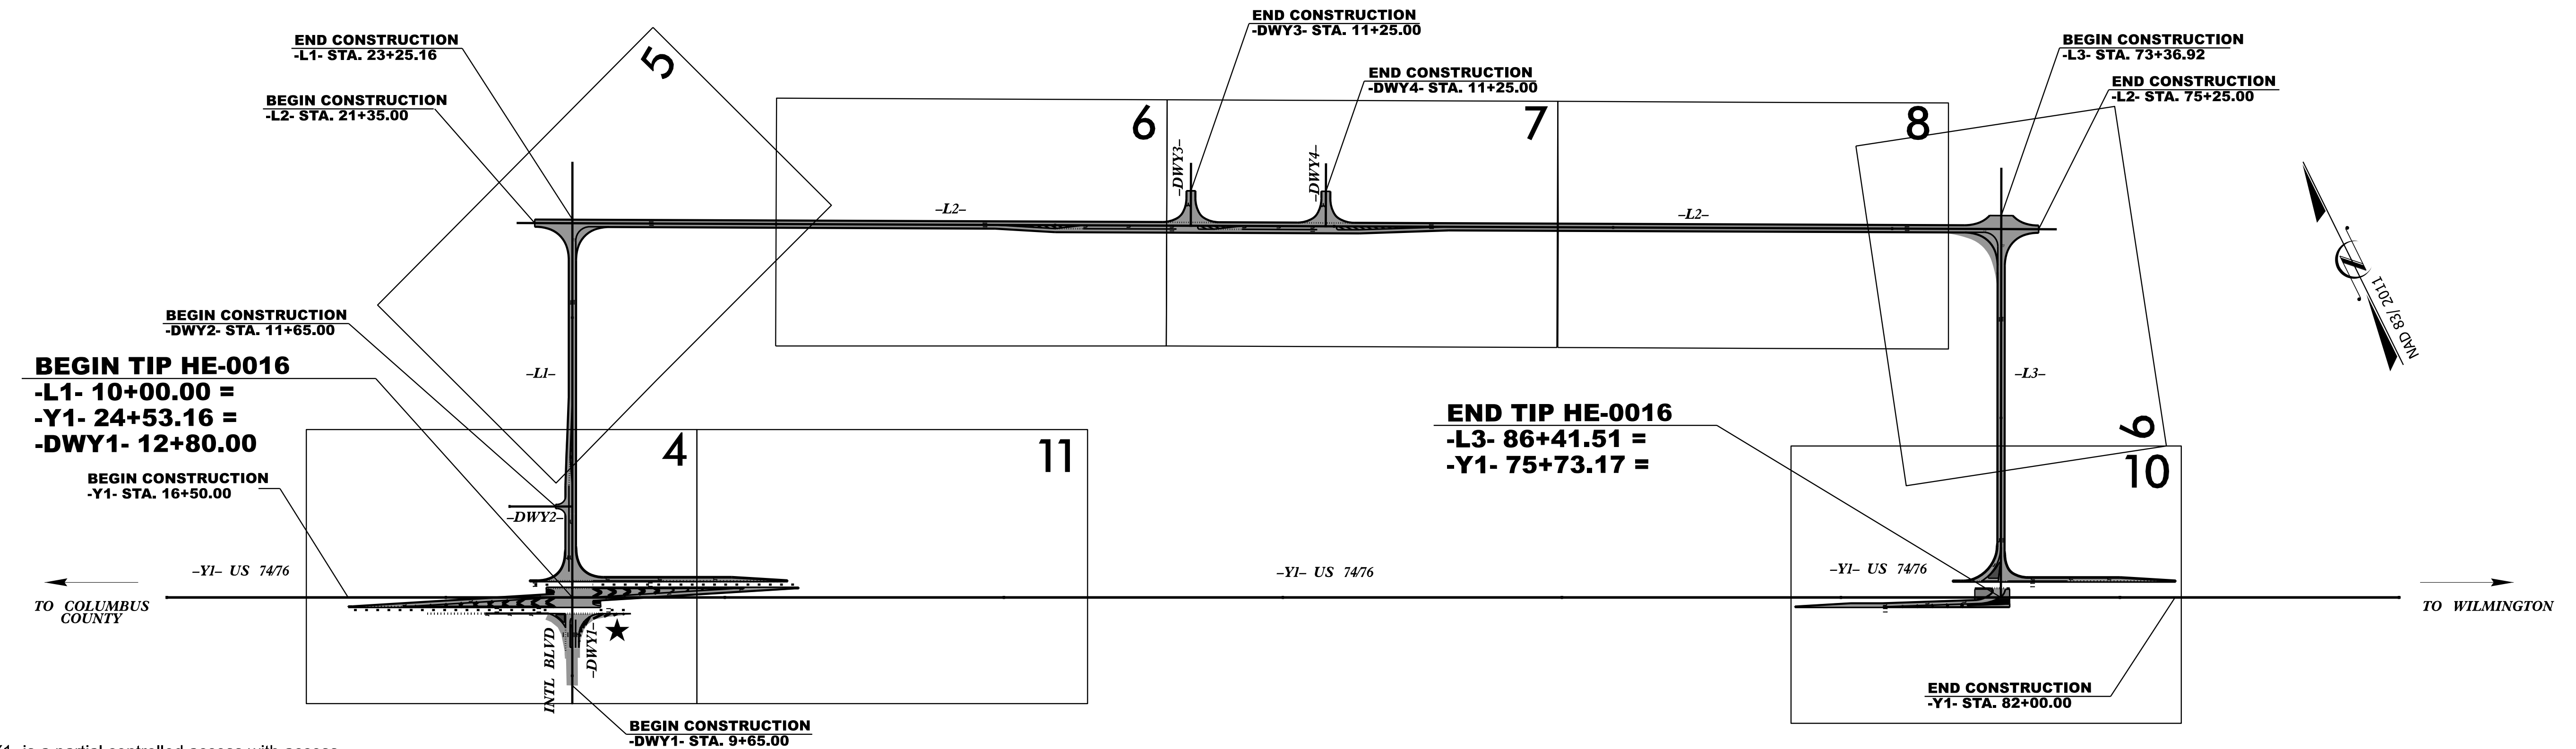 END CONSTRUCTION
-DWY3- STA. 11+25.00
END CONSTRUCTION
-L1- STA. 23+25.16
BEGIN CONSTRUCTION
-L3- STA. 73+36.92
5
END CONSTRUCTION
-DWY4- STA. 11+25.00
END CONSTRUCTION
-L2- STA. 75+25.00
BEGIN CONSTRUCTION
-L2- STA. 21+35.00
6
7
8
-DWY3-
-DWY4-
-L2-
-L2-
NAD 83/ 2011
BEGIN CONSTRUCTION
-DWY2- STA. 11+65.00
BEGIN TIP HE-0016
-L1- 10+00.00 =
-Y1- 24+53.16 =
-DWY1- 12+80.00
-L1-
-L3-
END TIP HE-0016
-L3- 86+41.51 =
-Y1- 75+73.17 =
9
4
11
10
BEGIN CONSTRUCTION
-Y1- STA. 16+50.00
-DWY2-
-Y1- US 74/76
-Y1- US 74/76
-Y1- US 74/76
TO COLUMBUS
COUNTY
TO WILMINGTON
INTL BLVD
-DWY1-
END CONSTRUCTION
-Y1- STA. 82+00.00
BEGIN CONSTRUCTION
-DWY1- STA. 9+65.00